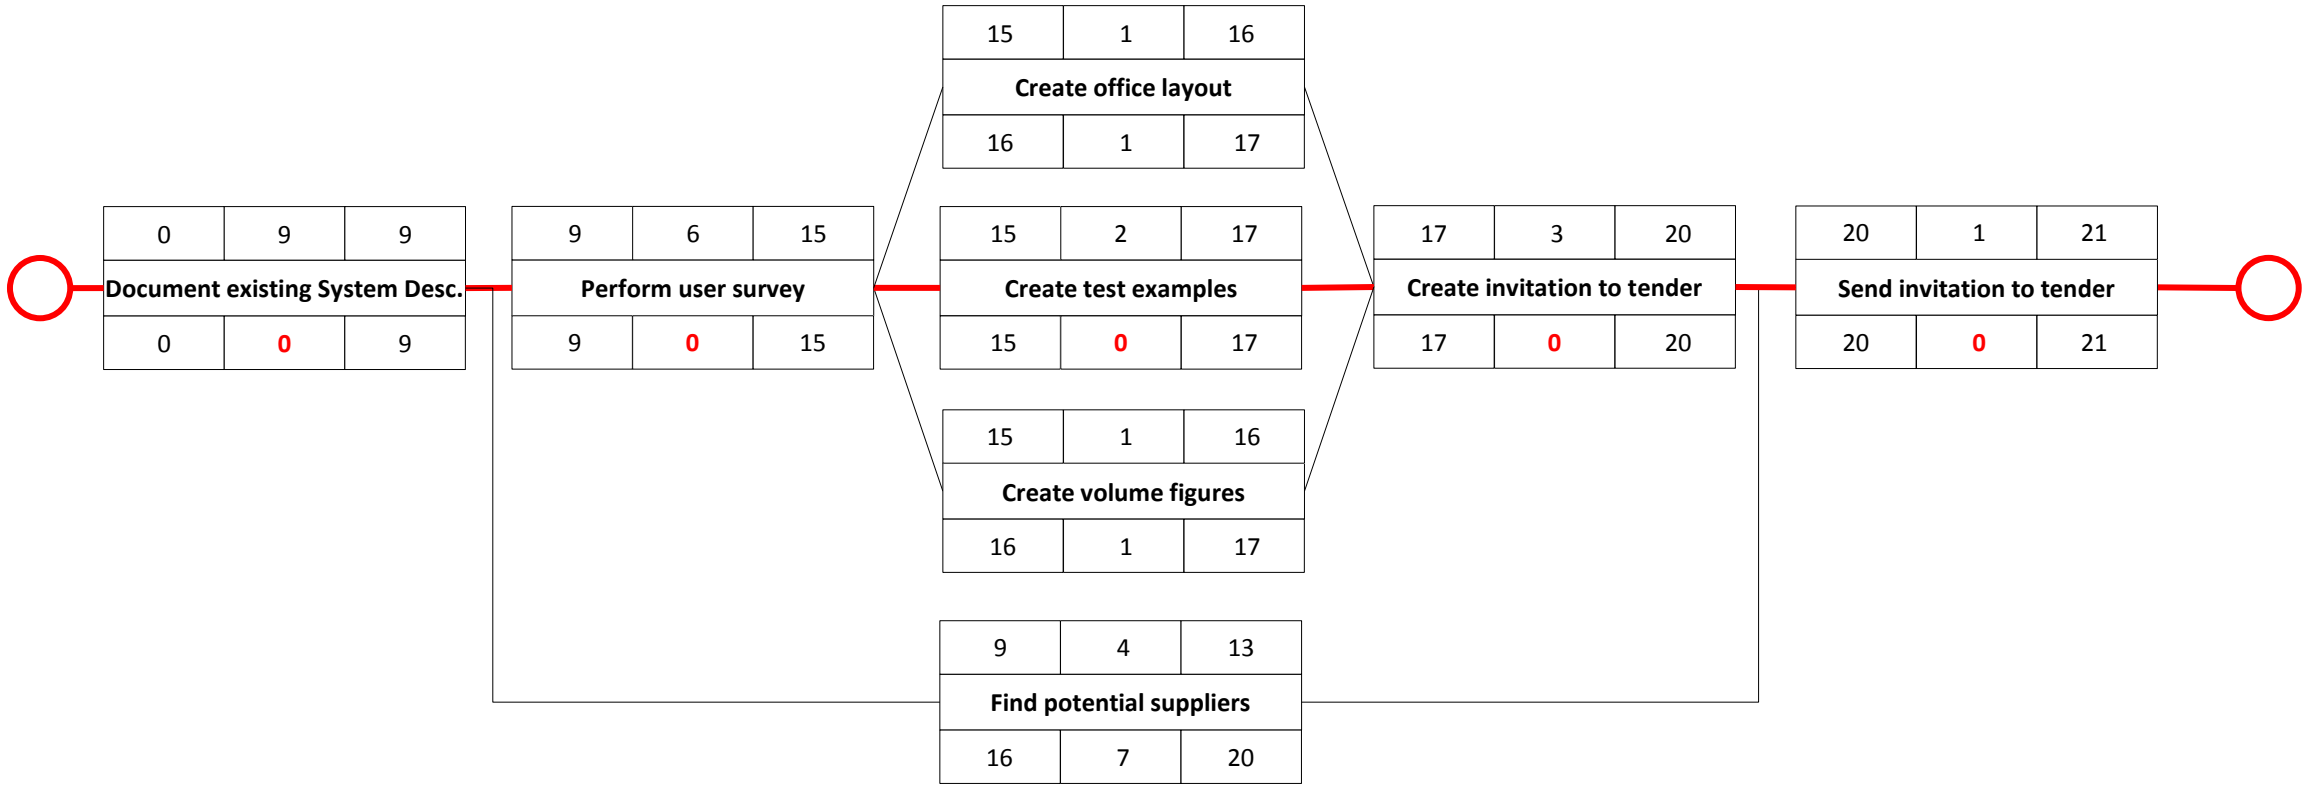 15 1 16
Create office layout
16 1 17
0 9 9
Document existing System Desc.
0 0 9
9 6 15
Perform user survey
9 0 15
15 2 17
Create test examples
15 0 17
17 3 20
Create invitation to tender
17 0 20
20 1 21
Send invitation to tender
20 0 21
15 1 16
Create volume figures
16 1 17
9 4 13
Find potential suppliers
16 7 20